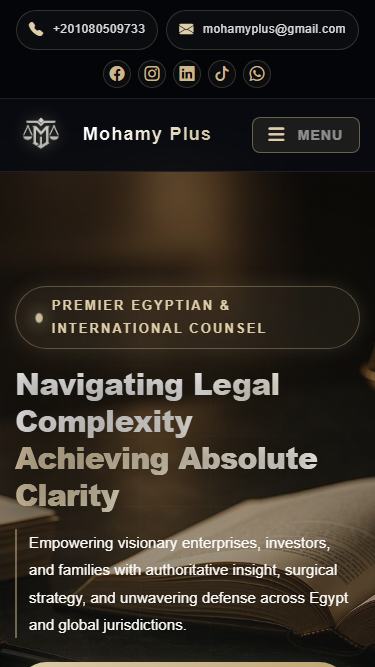 +201080509733
mohamyplus@gmail.com
Mohamy Plus
MENU
PREMIER EGYPTIAN &
INTERNATIONAL COUNSEL
Navigating Legal
Complexity
Achieving Absolute
Clarity
Empowering visionary enterprises, investors,
and families with authoritative insight, surgical
strategy, and unwavering defense across Egypt
and global jurisdictions.